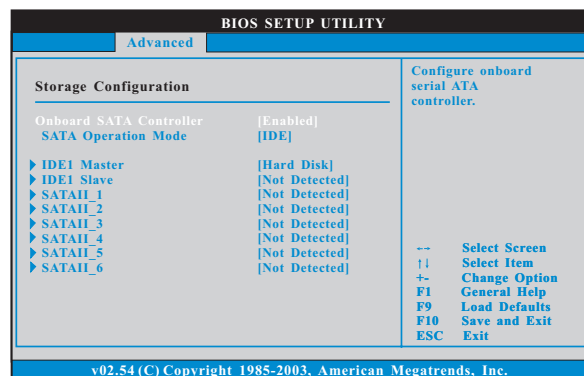 BIOS SETUP UTILITY
Advanced
Storage Configuration
Onboard SATA Controller [Enabled]
SATA Operation Mode [IDE]
IDE1 Master [Hard Disk]
IDE1 Slave [Not Detected]
SATAII_1 [Not Detected]
SATAII_2 [Not Detected]
SATAII_3 [Not Detected]
SATAII_4 [Not Detected]
SATAII_5 [Not Detected]
SATAII_6 [Not Detected]
Configure onboard
serial ATA
controller.
←→ Select Screen
↑↓ Select Item
+- Change Option
F1 General Help
F9 Load Defaults
F10 Save and Exit
ESC Exit
v02.54 (C) Copyright 1985-2003, American Megatrends, Inc.